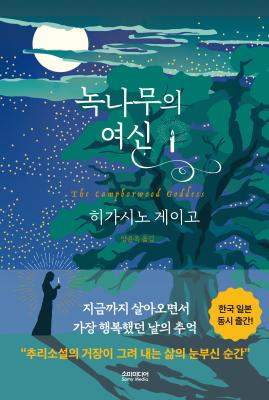 녹나무의
여신
The Camphorwood Goddess
히가시노 게이고
양윤옥 옮김
지금까지 살아오면서
가장 행복했던 날의 추억
한국 일본
동시 출간!
“추리소설의 거장이 그려 내는 삶의 눈부신 순간”
소미미디어
Somy Media